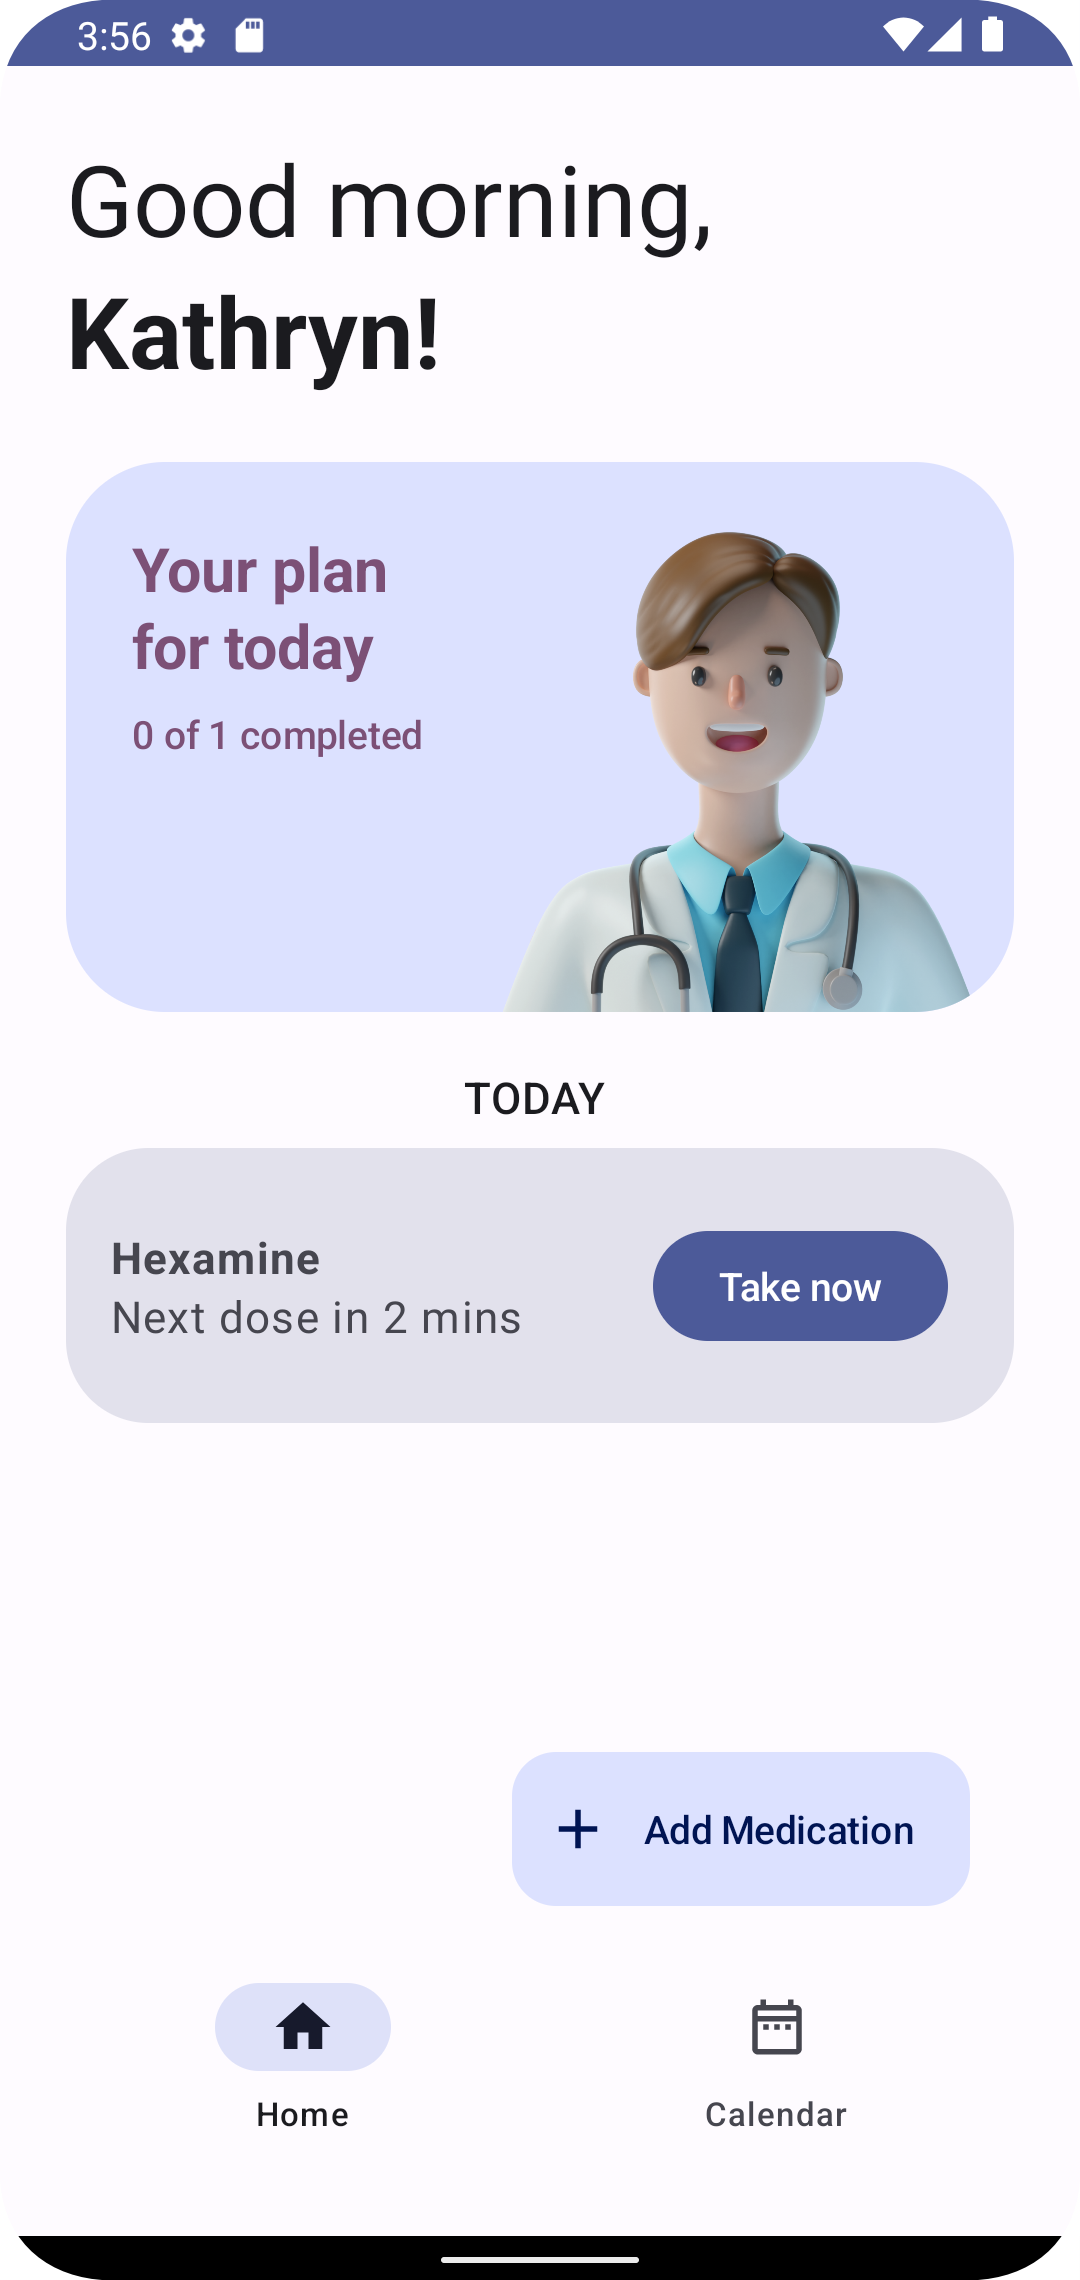 3:56
Good morning,
Kathryn!
Your plan
for today
0 of 1 completed
TODAY
Hexamine
Next dose in 2 mins
Take now
Add Medication
Home
Calendar